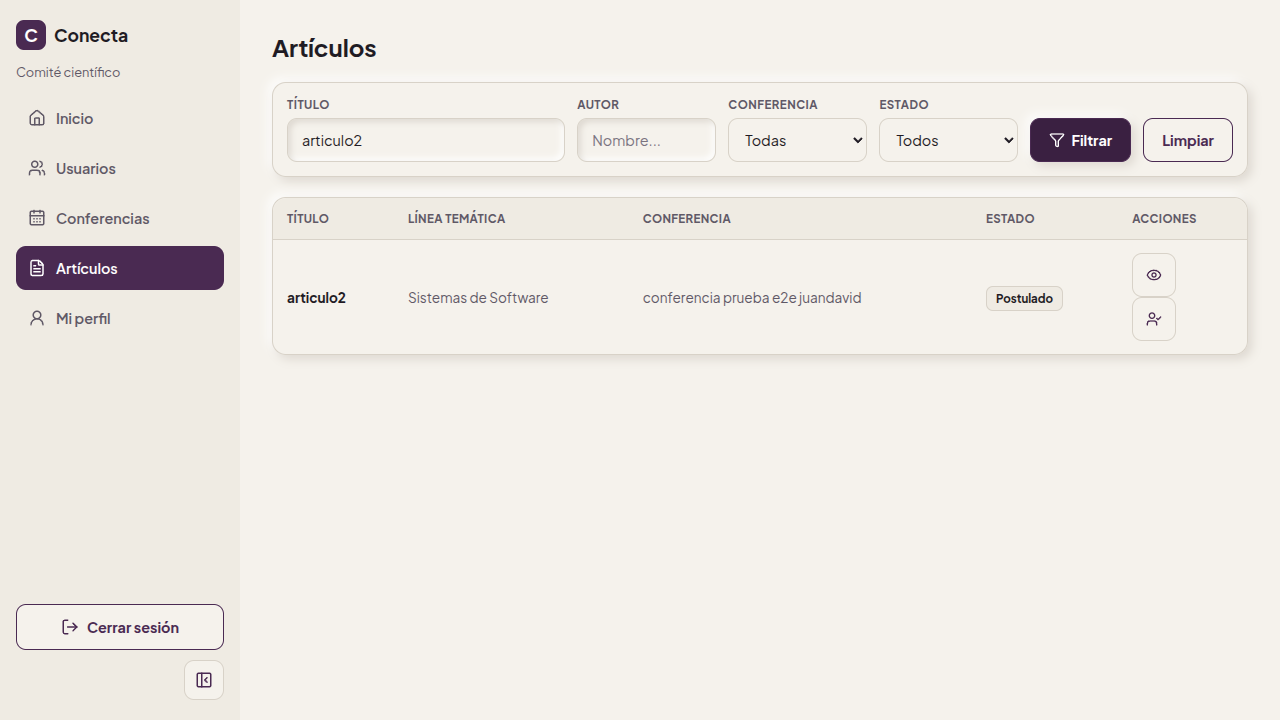 C Conecta
Comité científico
Inicio
Usuarios
Conferencias
Artículos
Mi perfil
Cerrar sesión
Artículos
TÍTULO AUTOR CONFERENCIA ESTADO
articulo2 Nombre... Todas Todos Filtrar Limpiar
TÍTULO LÍNEA TEMÁTICA CONFERENCIA ESTADO ACCIONES
articulo2 Sistemas de Software conferencia prueba e2e juandavid Postulado